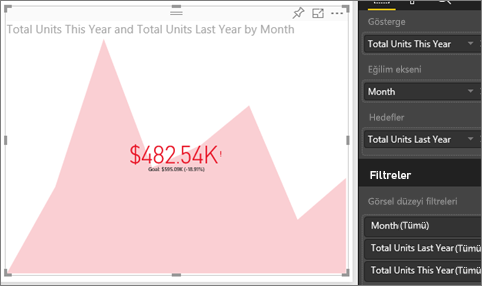 Total Units This Year and Total Units Last Year by Month
$482.54K!
Goal: $595.09K (-18.91%)
Gösterge
Total Units This Year
Eğilim ekseni
Month
Hedefler
Total Units Last Year
Filtreler
Görsel düzeyi filtreleri
Month(Tümü)
Total Units Last Year(Tümü
Total Units This Year(Tümü